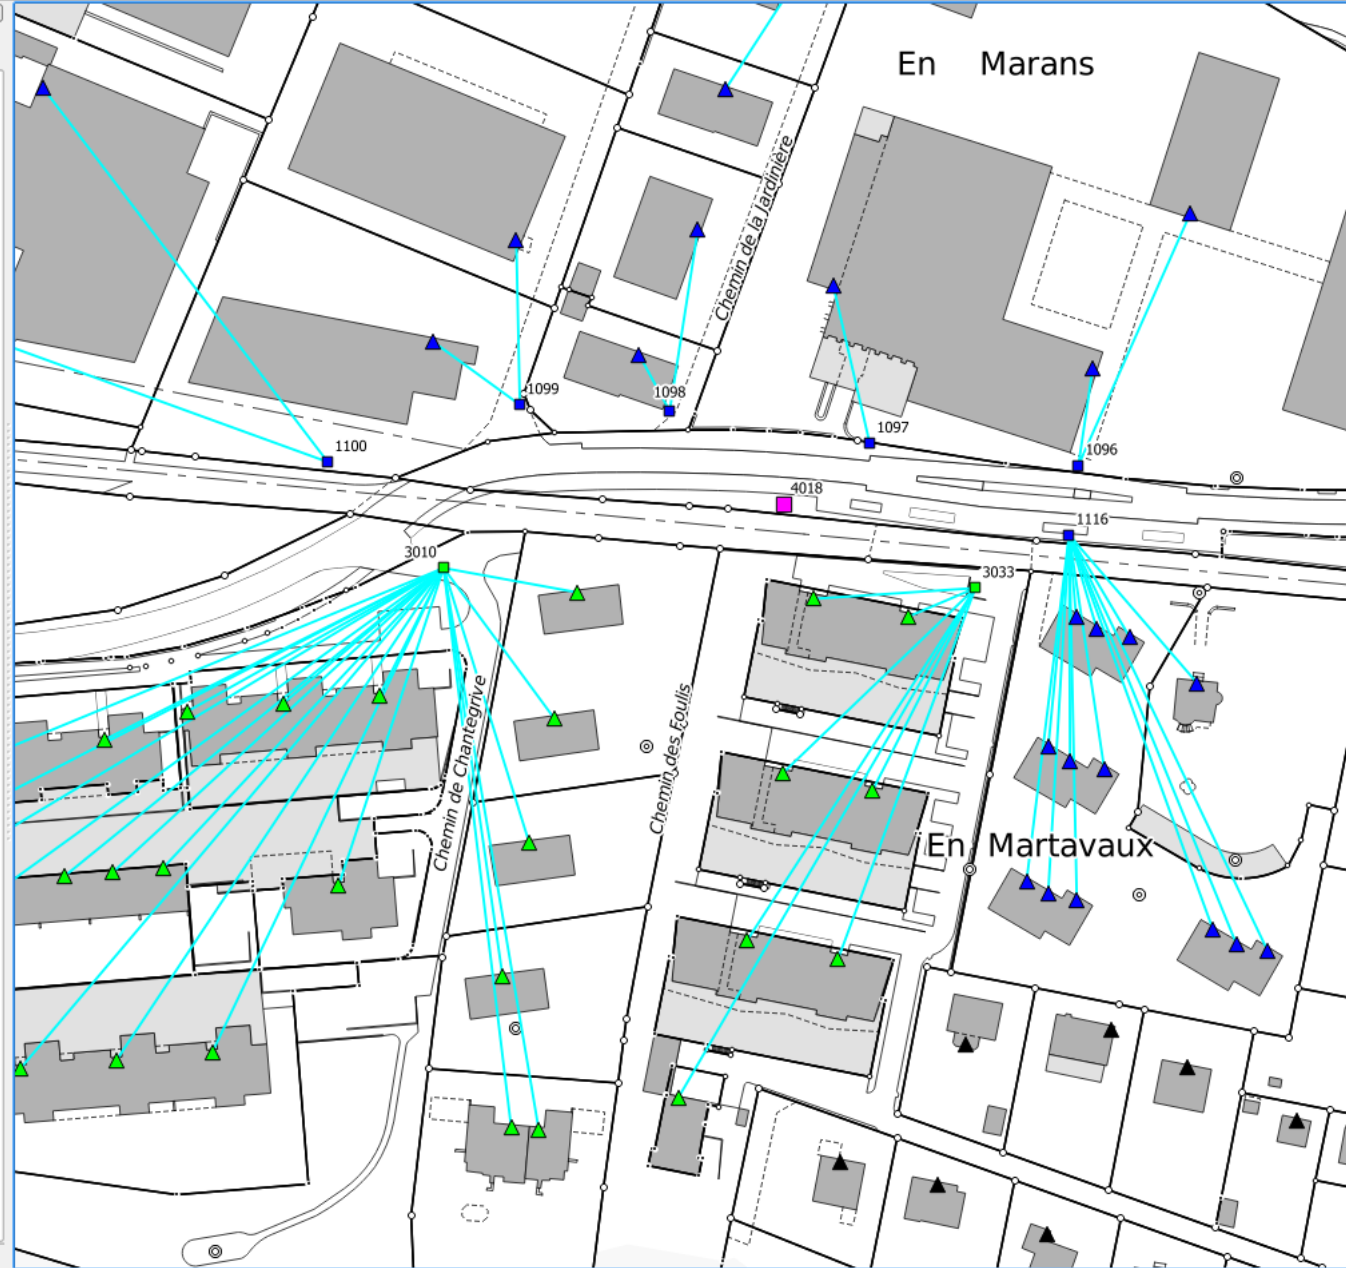 En Marans
Chemin de la Jardinière
1099
1098
1097
1100
1096
4018
1116
3010
3033
Chemin de Chantegrive
Chemin des Foulis
En Martavaux